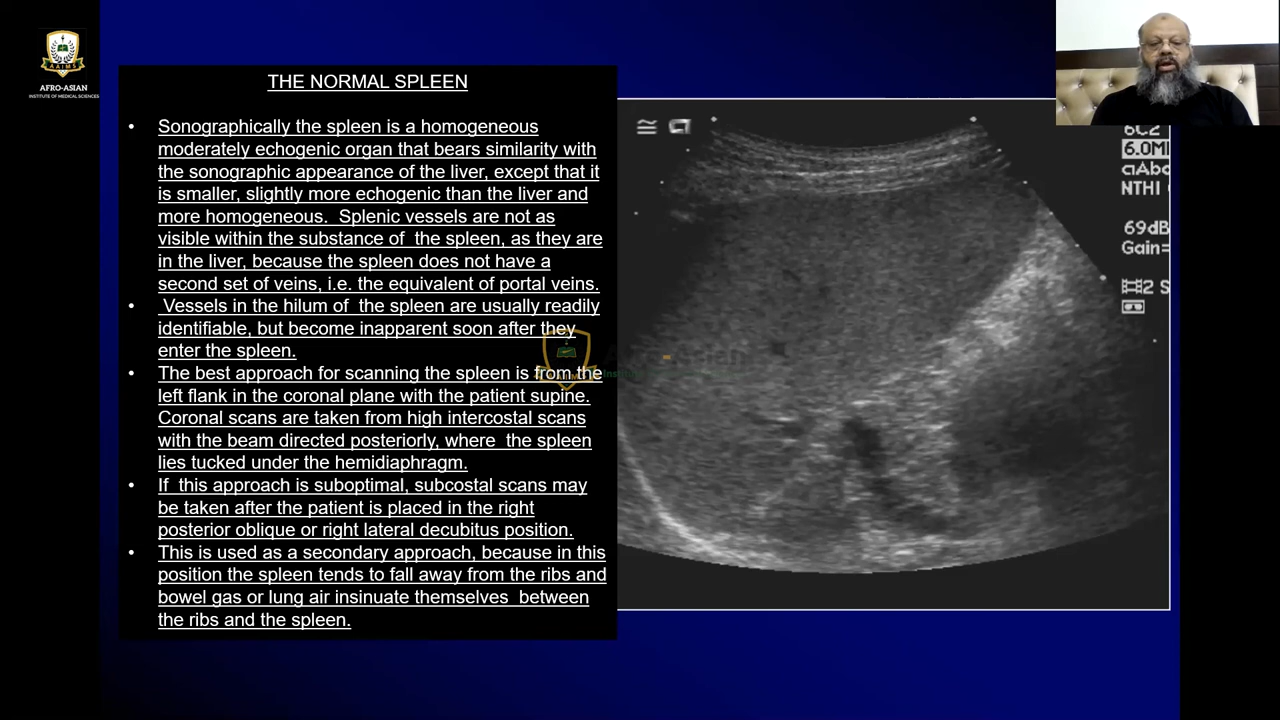 AAIMS
AFRO-ASIAN
INSTITUTE OF MEDICAL SCIENCES
THE NORMAL SPLEEN
• Sonographically the spleen is a homogeneous
moderately echogenic organ that bears similarity with
the sonographic appearance of the liver, except that it
is smaller, slightly more echogenic than the liver and
more homogeneous. Splenic vessels are not as
visible within the substance of the spleen, as they are
in the liver, because the spleen does not have a
second set of veins, i.e. the equivalent of portal veins.
• Vessels in the hilum of the spleen are usually readily
identifiable, but become inapparent soon after they
enter the spleen.
• The best approach for scanning the spleen is from the
left flank in the coronal plane with the patient supine.
Coronal scans are taken from high intercostal scans
with the beam directed posteriorly, where the spleen
lies tucked under the hemidiaphragm.
• If this approach is suboptimal, subcostal scans may
be taken after the patient is placed in the right
posterior oblique or right lateral decubitus position.
• This is used as a secondary approach, because in this
position the spleen tends to fall away from the ribs and
bowel gas or lung air insinuate themselves between
the ribs and the spleen.
6C2
6.0M
Abd
NTHI
69dB
Gain=
2 S